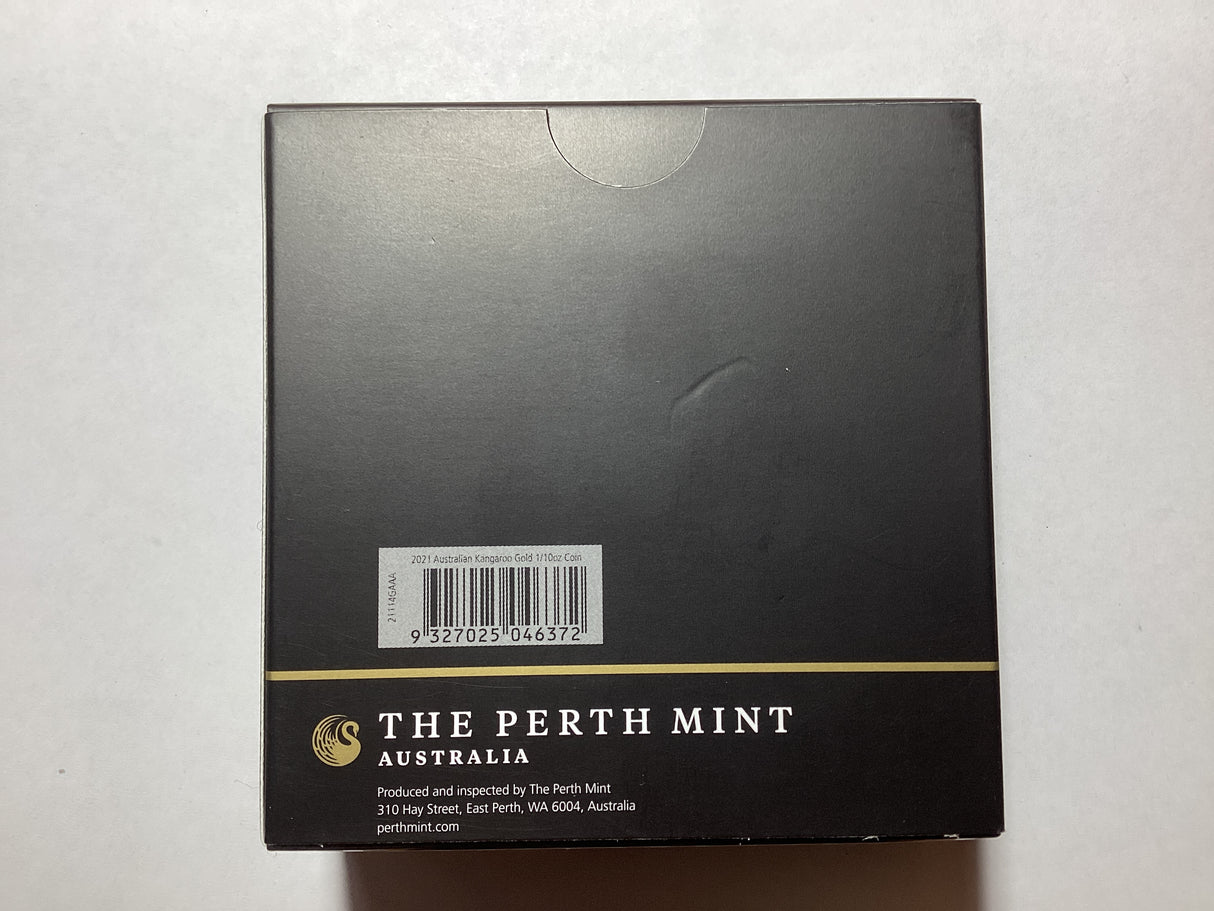 2021 Australian Kangaroo Gold 1/10oz Coin
21114GAAA
9 327025 046372
THE PERTH MINT
AUSTRALIA
Produced and inspected by The Perth Mint
310 Hay Street, East Perth, WA 6004, Australia
perthmint.com